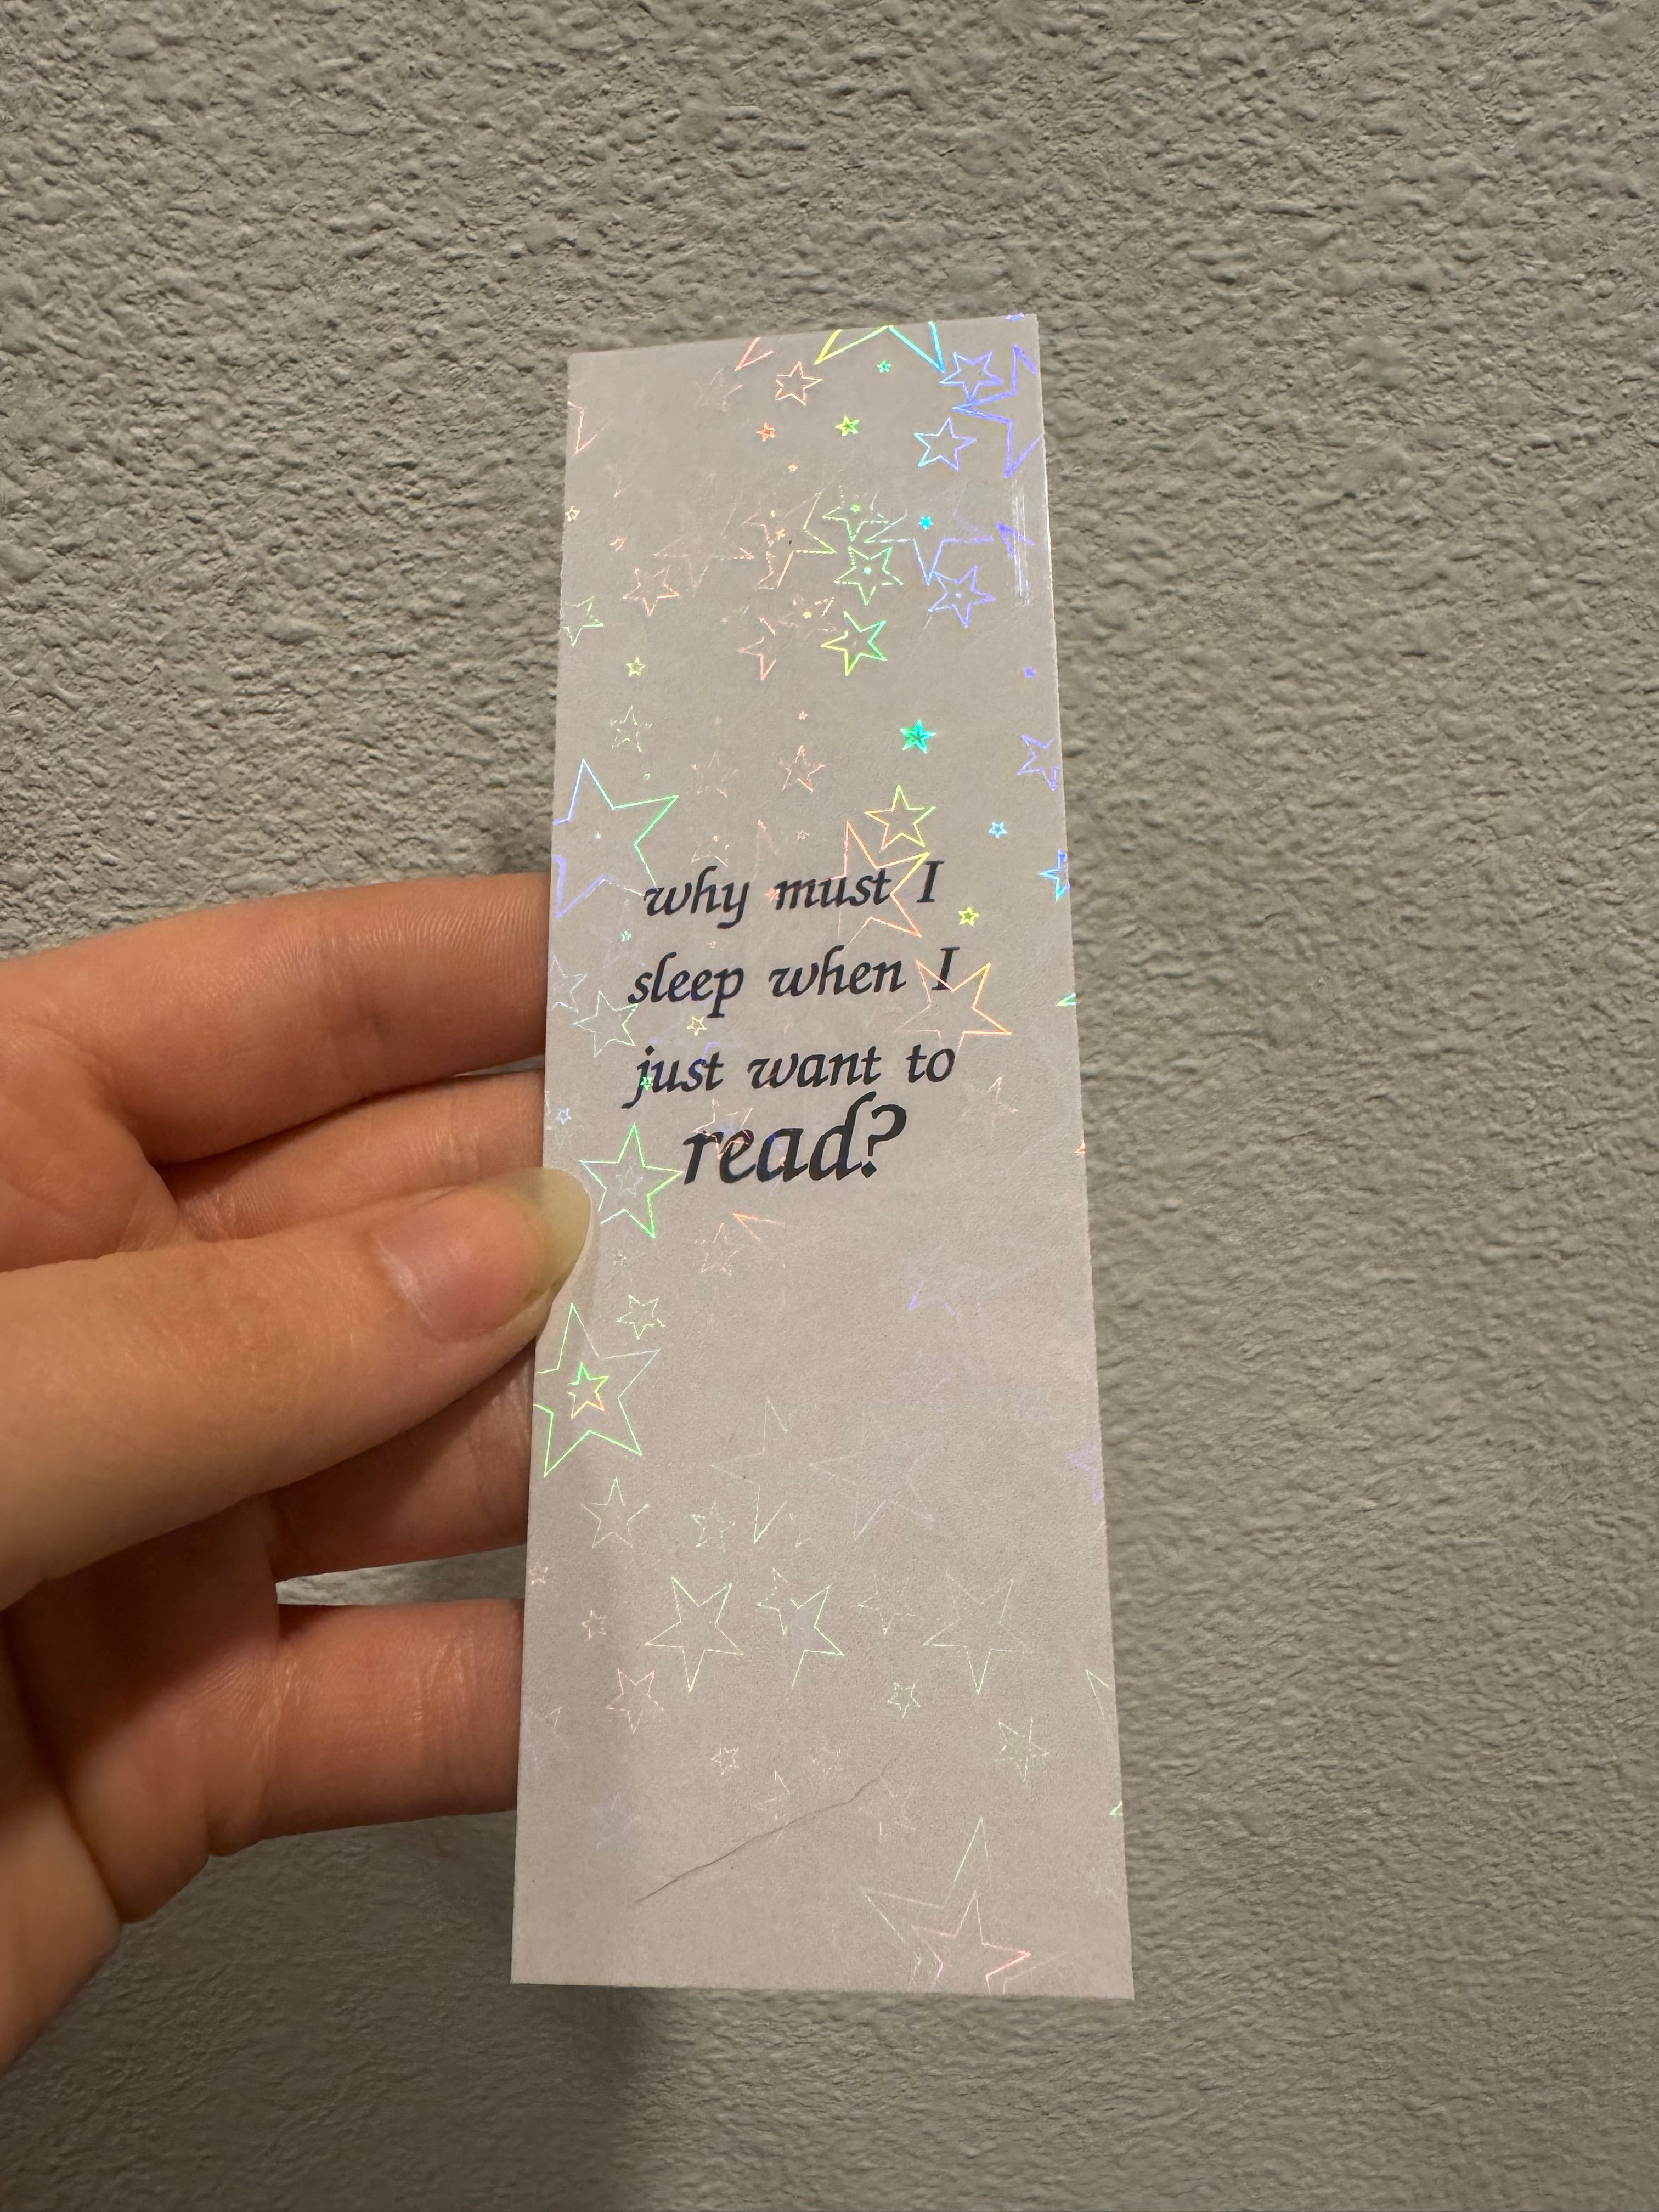 why must I
sleep when I
just want to
read?